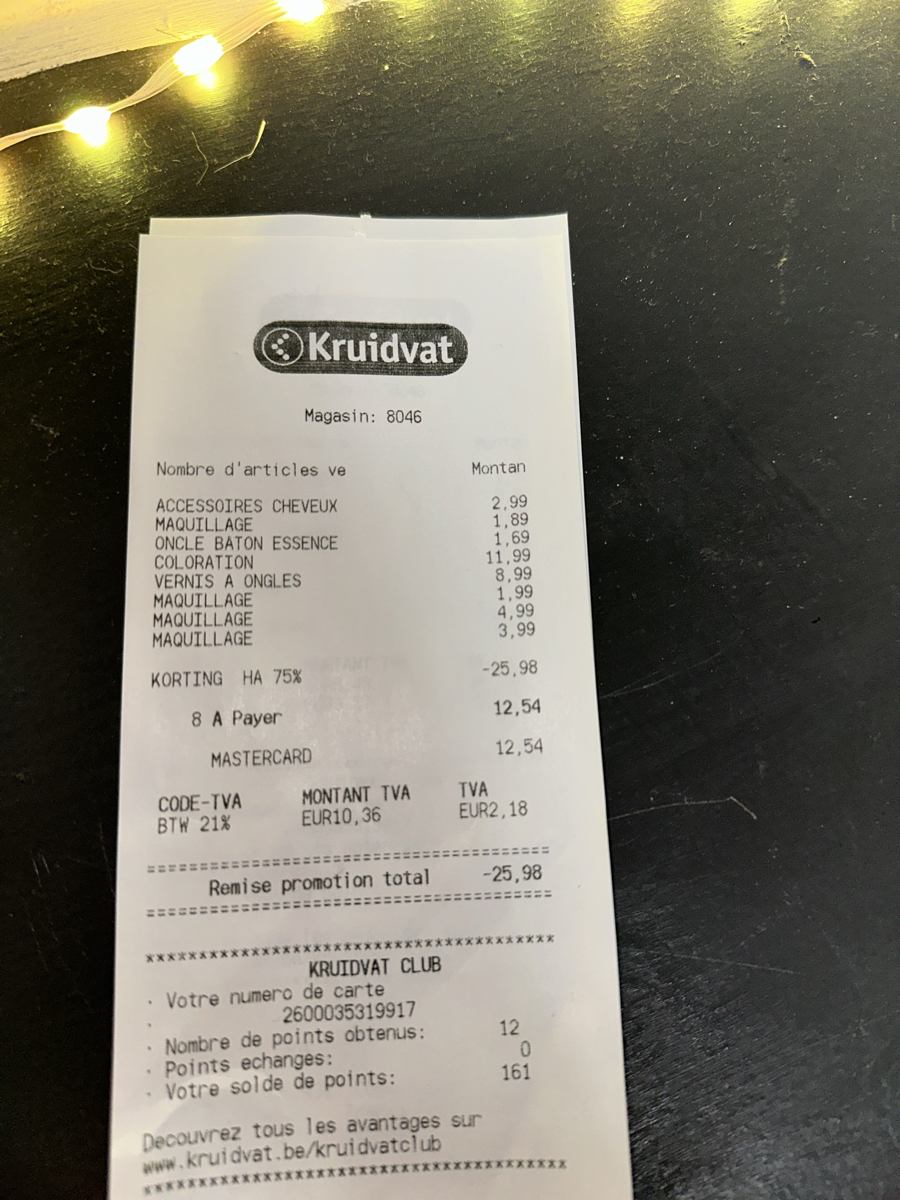 Kruidvat
Magasin: 8046
Nombre d'articles ve Montan
ACCESSOIRES CHEVEUX 2,99
MAQUILLAGE 1,89
ONCLE BATON ESSENCE 1,69
COLORATION 11,99
VERNIS A ONGLES 8,99
MAQUILLAGE 1,99
MAQUILLAGE 4,99
MAQUILLAGE 3,99
KORTING HA 75% -25,98
8 A Payer 12,54
MASTERCARD 12,54
CODE-TVA MONTANT TVA TVA
BTW 21% EUR10,36 EUR2,18
========================================
Remise promotion total -25,98
========================================
****************************************
KRUIDVAT CLUB
· Votre numero de carte
· 2600035319917
· Nombre de points obtenus: 12
· Points echanges: 0
· Votre solde de points: 161
Decouvrez tous les avantages sur
www.kruidvat.be/kruidvatclub
****************************************